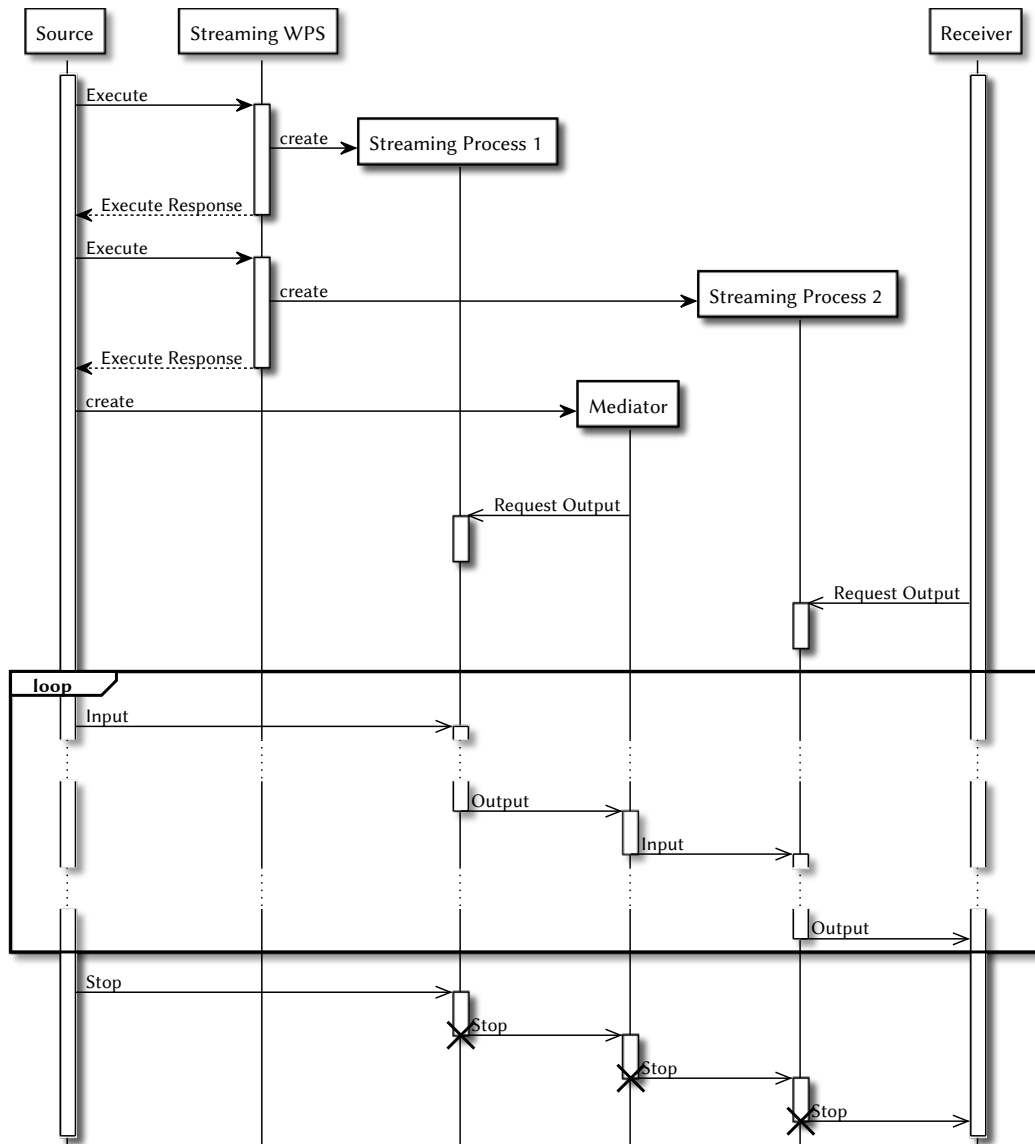 Source
Streaming WPS
Receiver
Execute
create
Streaming Process 1
Execute Response
Execute
create
Streaming Process 2
Execute Response
create
Mediator
Request Output
Request Output
loop
Input
Output
Input
Output
Stop
Stop
Stop
Stop